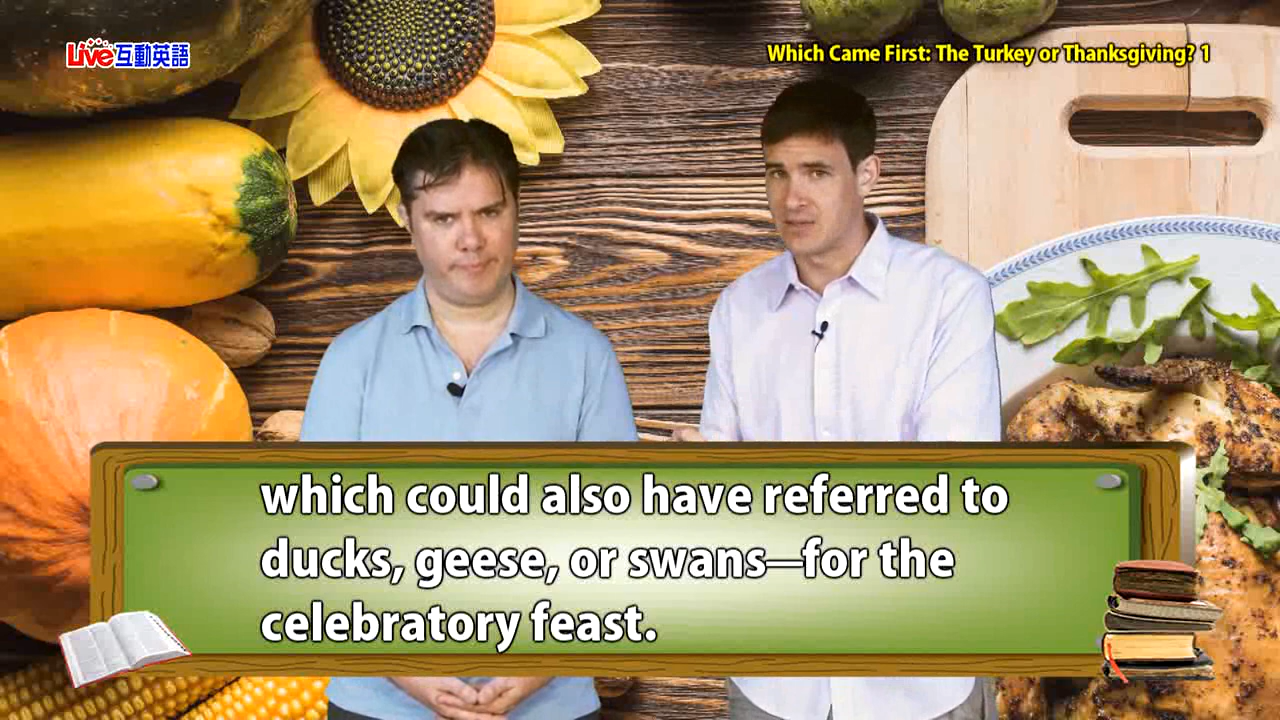 Live互動英語
Which Came First: The Turkey or Thanksgiving? 1
which could also have referred to
ducks, geese, or swans—for the
celebratory feast.